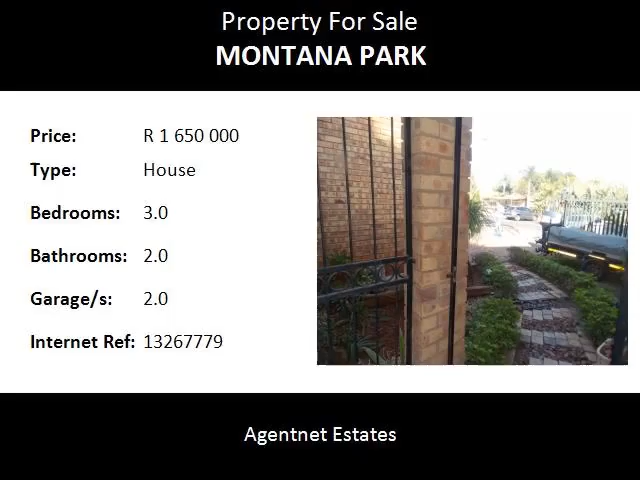 Property For Sale
MONTANA PARK
Price: R 1 650 000
Type: House
Bedrooms: 3.0
Bathrooms: 2.0
Garage/s: 2.0
Internet Ref: 13267779
Agentnet Estates